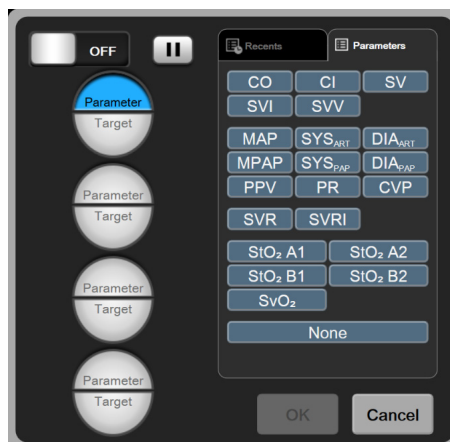 OFF
Recents
Parameters
Parameter
Target
Parameter
Target
Parameter
Target
Parameter
Target
CO CI SV
SVI SVV
MAP SYSART DIAART
MPAP SYSPAP DIAPAP
PPV PR CVP
SVR SVRI
StO₂ A1 StO₂ A2
StO₂ B1 StO₂ B2
SvO₂
None
OK Cancel